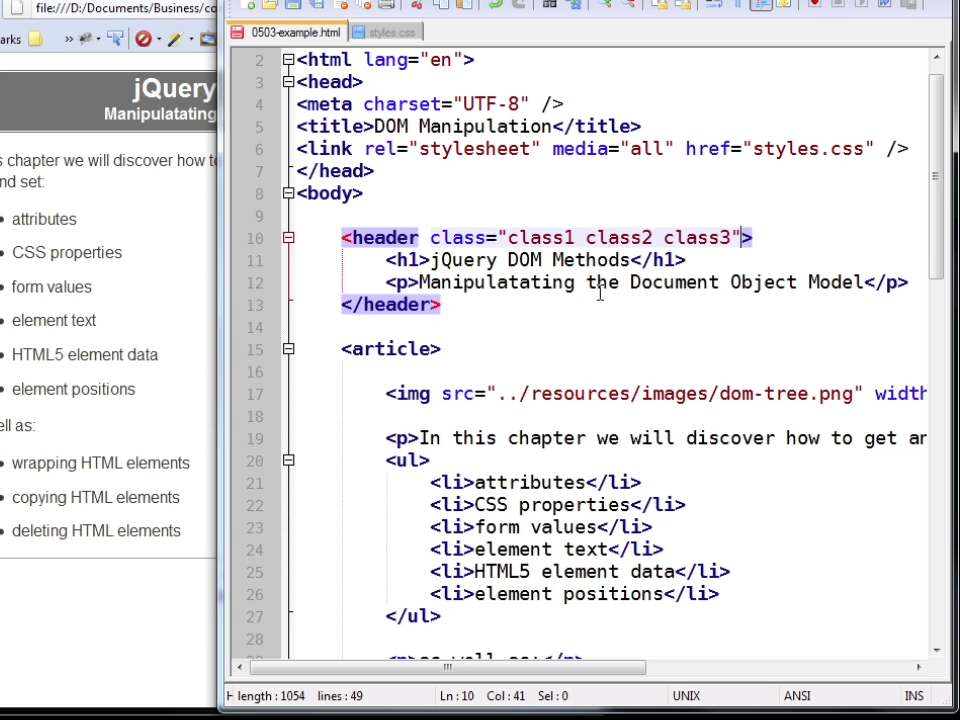 file:///D:/Documents/Business/co
arks
»
jQuery
Manipulatating
s chapter we will discover how to
nd set:
• attributes
• CSS properties
• form values
• element text
• HTML5 element data
• element positions
ell as:
• wrapping HTML elements
• copying HTML elements
• deleting HTML elements
0503-example.html
styles.css
2 <html lang="en">
3 <head>
4 <meta charset="UTF-8" />
5 <title>DOM Manipulation</title>
6 <link rel="stylesheet" media="all" href="styles.css" />
7 </head>
8 <body>
9
10 <header class="class1 class2 class3">
11 <h1>jQuery DOM Methods</h1>
12 <p>Manipulatating the Document Object Model</p>
13 </header>
14
15 <article>
16
17 <img src="../resources/images/dom-tree.png" width
18
19 <p>In this chapter we will discover how to get an
20 <ul>
21 <li>attributes</li>
22 <li>CSS properties</li>
23 <li>form values</li>
24 <li>element text</li>
25 <li>HTML5 element data</li>
26 <li>element positions</li>
27 </ul>
28
H length : 1054 lines : 49 Ln : 10 Col : 41 Sel : 0 UNIX ANSI INS